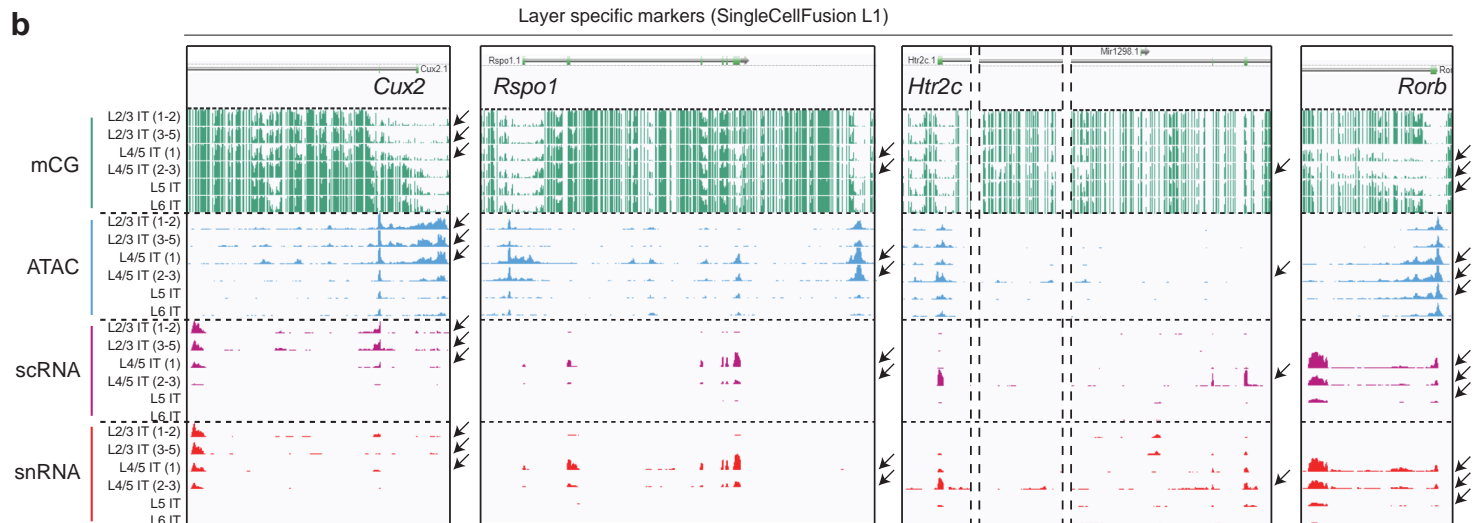 b
Layer specific markers (SingleCellFusion L1)
Cux2.1
Cux2
Rspo1.1
Rspo1
Htr2c.1
Mir1298.1
Htr2c
Ror
Rorb
mCG
L2/3 IT (1-2)
L2/3 IT (3-5)
L4/5 IT (1)
L4/5 IT (2-3)
L5 IT
L6 IT
ATAC
L2/3 IT (1-2)
L2/3 IT (3-5)
L4/5 IT (1)
L4/5 IT (2-3)
L5 IT
L6 IT
scRNA
L2/3 IT (1-2)
L2/3 IT (3-5)
L4/5 IT (1)
L4/5 IT (2-3)
L5 IT
L6 IT
snRNA
L2/3 IT (1-2)
L2/3 IT (3-5)
L4/5 IT (1)
L4/5 IT (2-3)
L5 IT
L6 IT